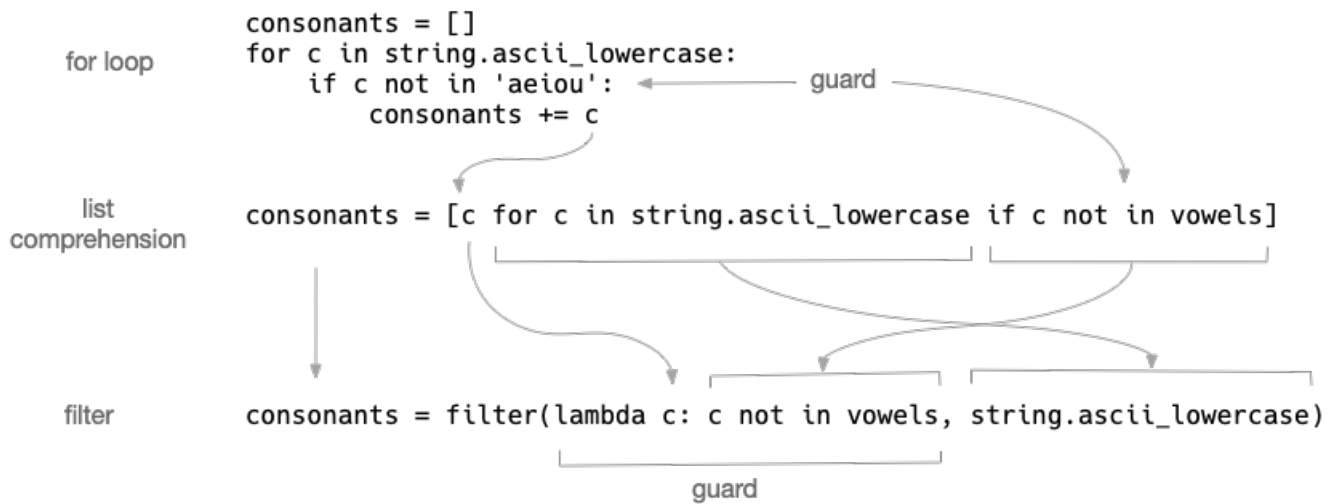 for loop
consonants = []
for c in string.ascii_lowercase:
    if c not in 'aeiou':
        consonants += c
guard
list
comprehension
consonants = [c for c in string.ascii_lowercase if c not in vowels]
filter
consonants = filter(lambda c: c not in vowels, string.ascii_lowercase)
guard